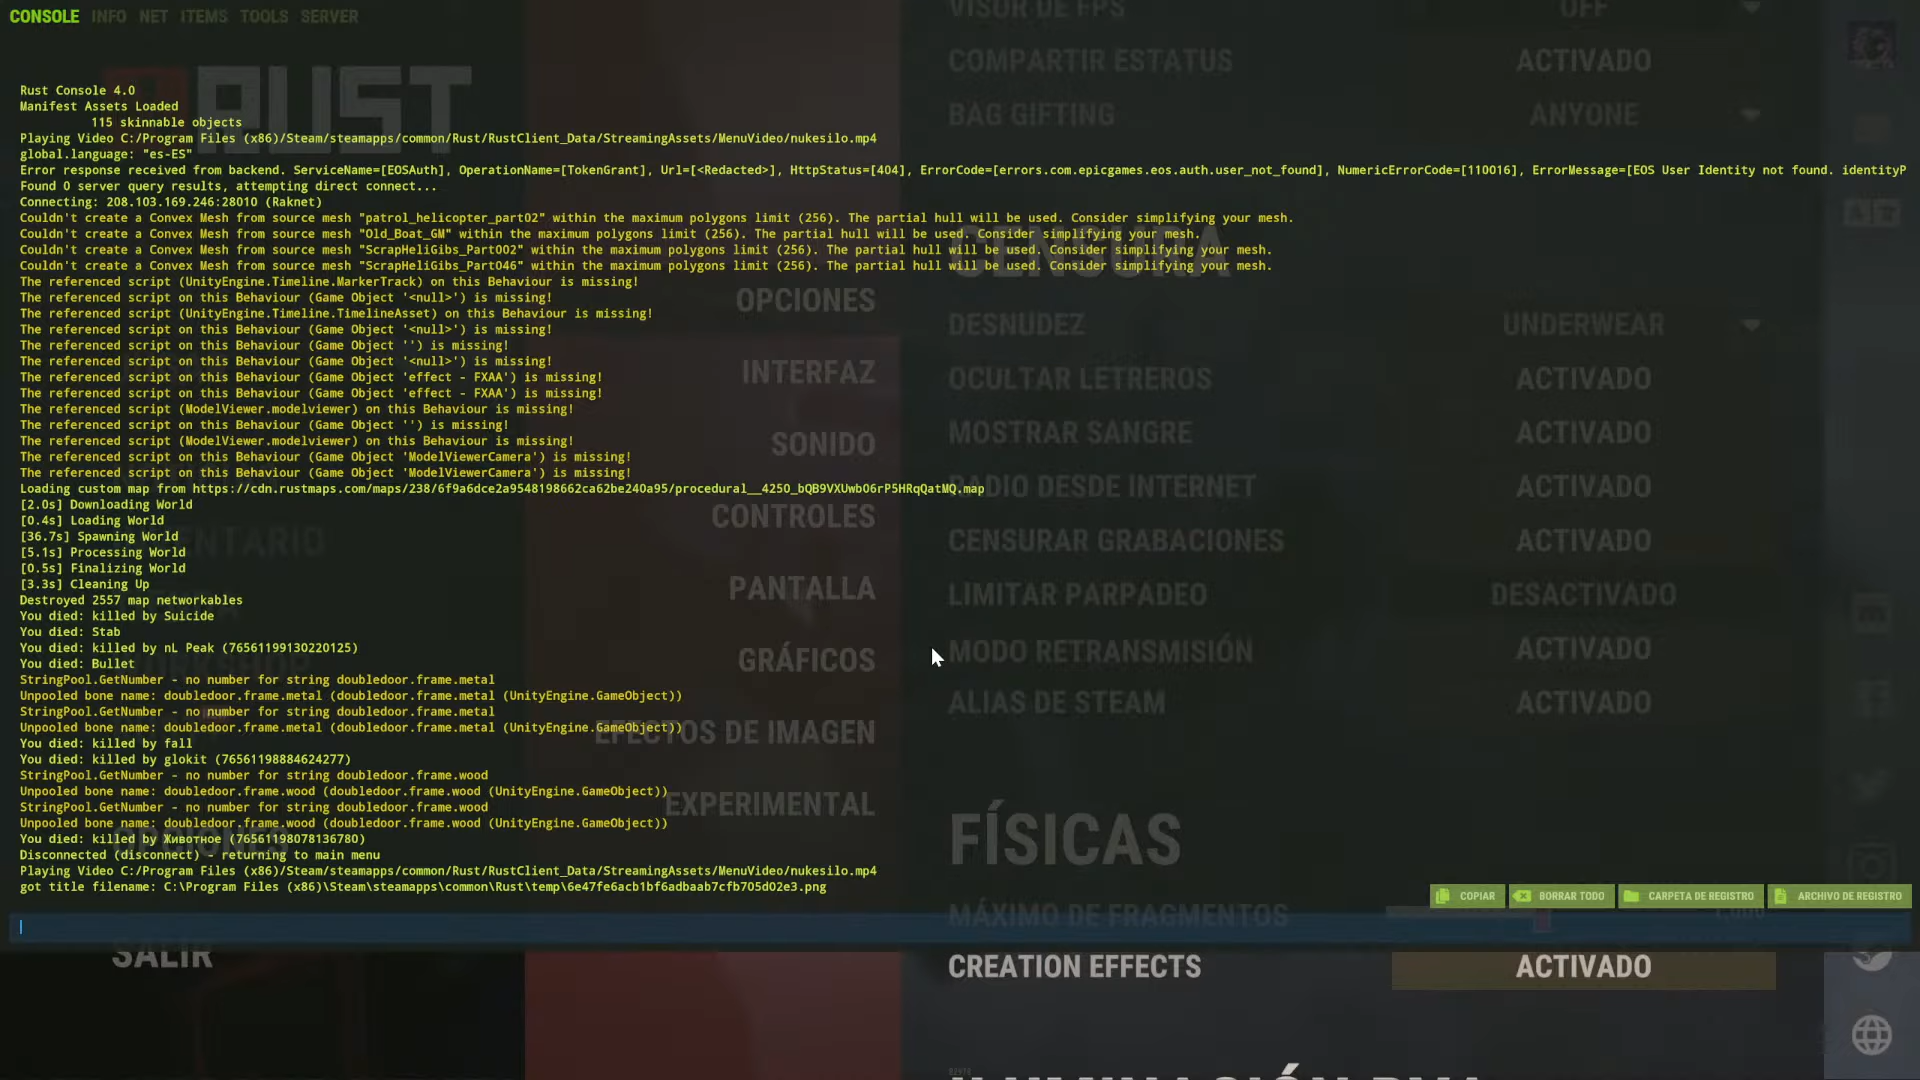 CONSOLE INFO NET ITEMS TOOLS SERVER
VISOR DE FPS OFF
COMPARTIR ESTATUS ACTIVADO
BAG GIFTING ANYONE
RUST
Rust Console 4.0
Manifest Assets Loaded
115 skinnable objects
Playing Video C:/Program Files (x86)/Steam/steamapps/common/Rust/RustClient_Data/StreamingAssets/MenuVideo/nukesilo.mp4
global.language: "es-ES"
Error response received from backend. ServiceName=[EOSAuth], OperationName=[TokenGrant], Url=[<Redacted>], HttpStatus=[404], ErrorCode=[errors.com.epicgames.eos.auth.user_not_found], NumericErrorCode=[110016], ErrorMessage=[EOS User Identity not found. identityP
Found 0 server query results, attempting direct connect...
Connecting: 208.103.169.246:28010 (Raknet)
Couldn't create a Convex Mesh from source mesh "patrol_helicopter_part02" within the maximum polygons limit (256). The partial hull will be used. Consider simplifying your mesh.
Couldn't create a Convex Mesh from source mesh "Old_Boat_GM" within the maximum polygons limit (256). The partial hull will be used. Consider simplifying your mesh.
Couldn't create a Convex Mesh from source mesh "ScrapHeliGibs_Part002" within the maximum polygons limit (256). The partial hull will be used. Consider simplifying your mesh.
Couldn't create a Convex Mesh from source mesh "ScrapHeliGibs_Part046" within the maximum polygons limit (256). The partial hull will be used. Consider simplifying your mesh.
The referenced script (UnityEngine.Timeline.MarkerTrack) on this Behaviour is missing!
The referenced script on this Behaviour (Game Object '<null>') is missing!
The referenced script (UnityEngine.Timeline.TimelineAsset) on this Behaviour is missing!
The referenced script on this Behaviour (Game Object '<null>') is missing!
The referenced script on this Behaviour (Game Object '') is missing!
The referenced script on this Behaviour (Game Object '<null>') is missing!
The referenced script on this Behaviour (Game Object 'effect - FXAA') is missing!
The referenced script on this Behaviour (Game Object 'effect - FXAA') is missing!
The referenced script (ModelViewer.modelviewer) on this Behaviour is missing!
The referenced script on this Behaviour (Game Object '') is missing!
The referenced script (ModelViewer.modelviewer) on this Behaviour is missing!
The referenced script on this Behaviour (Game Object 'ModelViewerCamera') is missing!
The referenced script on this Behaviour (Game Object 'ModelViewerCamera') is missing!
Loading custom map from https://cdn.rustmaps.com/maps/238/6f9a6dce2a9548198662ca62be240a95/procedural__4250_bQB9VXUwb06rP5HRqQatMQ.map
[2.0s] Downloading World
[0.4s] Loading World
[36.7s] Spawning World
[5.1s] Processing World
[0.5s] Finalizing World
[3.3s] Cleaning Up
Destroyed 2557 map networkables
You died: killed by Suicide
You died: Stab
You died: killed by nL Peak (76561199130220125)
You died: Bullet
StringPool.GetNumber - no number for string doubledoor.frame.metal
Unpooled bone name: doubledoor.frame.metal (doubledoor.frame.metal (UnityEngine.GameObject))
StringPool.GetNumber - no number for string doubledoor.frame.metal
Unpooled bone name: doubledoor.frame.metal (doubledoor.frame.metal (UnityEngine.GameObject))
You died: killed by fall
You died: killed by glokit (76561198884624277)
StringPool.GetNumber - no number for string doubledoor.frame.wood
Unpooled bone name: doubledoor.frame.wood (doubledoor.frame.wood (UnityEngine.GameObject))
StringPool.GetNumber - no number for string doubledoor.frame.wood
Unpooled bone name: doubledoor.frame.wood (doubledoor.frame.wood (UnityEngine.GameObject))
You died: killed by Животное (76561198078136780)
Disconnected (disconnect) - returning to main menu
Playing Video C:/Program Files (x86)/Steam/steamapps/common/Rust/RustClient_Data/StreamingAssets/MenuVideo/nukesilo.mp4
got title filename: C:\Program Files (x86)\Steam\steamapps\common\Rust\temp\6e47fe6acb1bf6adbaab7cfb705d02e3.png
OPCIONES
INTERFAZ
SONIDO
CONTROLES
PANTALLA
GRÁFICOS
EFECTOS DE IMAGEN
EXPERIMENTAL
OPCIONES
SALIR
CENSURA
DESNUDEZ UNDERWEAR
OCULTAR LETREROS ACTIVADO
MOSTRAR SANGRE ACTIVADO
RADIO DESDE INTERNET ACTIVADO
CENSURAR GRABACIONES ACTIVADO
LIMITAR PARPADEO DESACTIVADO
MODO RETRANSMISIÓN ACTIVADO
ALIAS DE STEAM ACTIVADO
FÍSICAS
COPIAR BORRAR TODO CARPETA DE REGISTRO ARCHIVO DE REGISTRO
MÁXIMO DE FRAGMENTOS
CREATION EFFECTS ACTIVADO